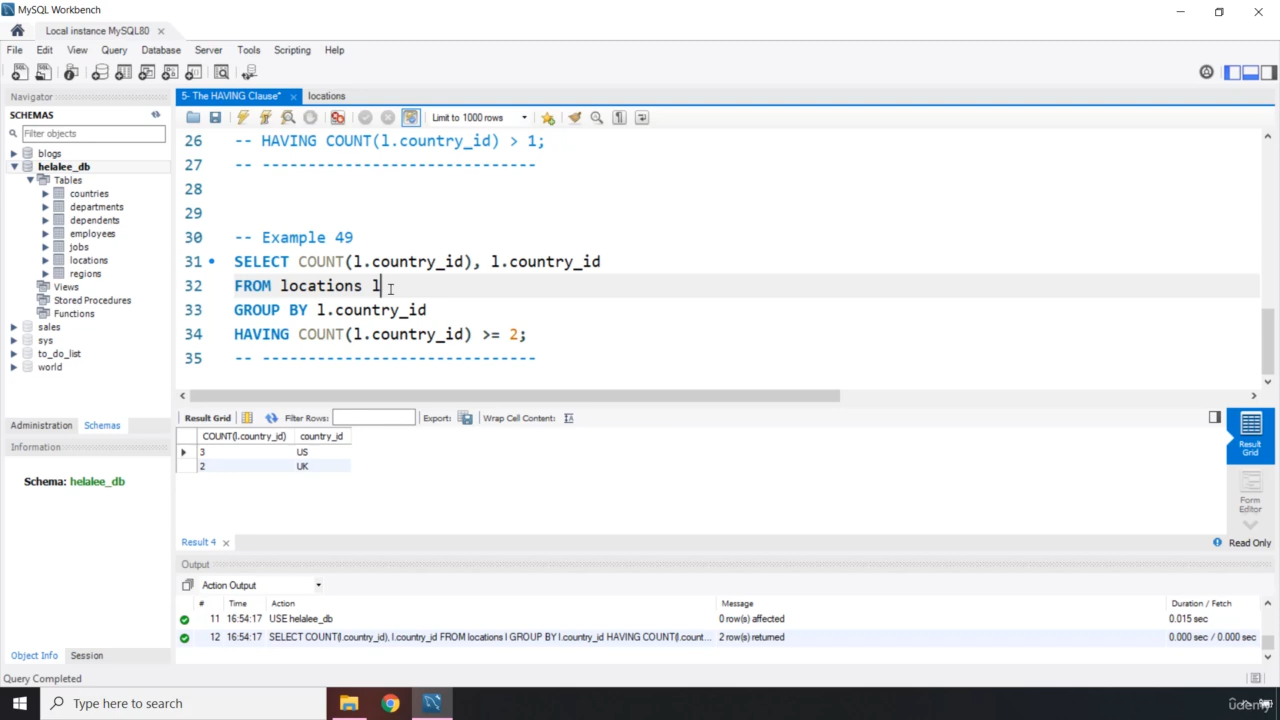 MySQL Workbench
Local instance MySQL80
File Edit View Query Database Server Tools Scripting Help
Navigator
SCHEMAS
Filter objects
blogs
helalee_db
Tables
countries
departments
dependents
employees
jobs
locations
regions
Views
Stored Procedures
Functions
sales
sys
to_do_list
world
Administration Schemas
Information
Schema: helalee_db
Object Info Session
Query Completed
5- The HAVING Clause* locations
Limit to 1000 rows
26 -- HAVING COUNT(l.country_id) > 1;
27 -- ------------------------------
28
29
30 -- Example 49
31 SELECT COUNT(l.country_id), l.country_id
32 FROM locations l
33 GROUP BY l.country_id
34 HAVING COUNT(l.country_id) >= 2;
35 -- ------------------------------
Result Grid Filter Rows: Export: Wrap Cell Content:
COUNT(l.country_id) country_id
3 US
2 UK
Result Grid
Form Editor
Result 4 Read Only
Output
Action Output
# Time Action Message Duration / Fetch
11 16:54:17 USE helalee_db 0 row(s) affected 0.015 sec
12 16:54:17 SELECT COUNT(l.country_id), l.country_id FROM locations l GROUP BY l.country_id HAVING COUNT(l.count... 2 row(s) returned 0.000 sec / 0.000 sec
Type here to search
udemy